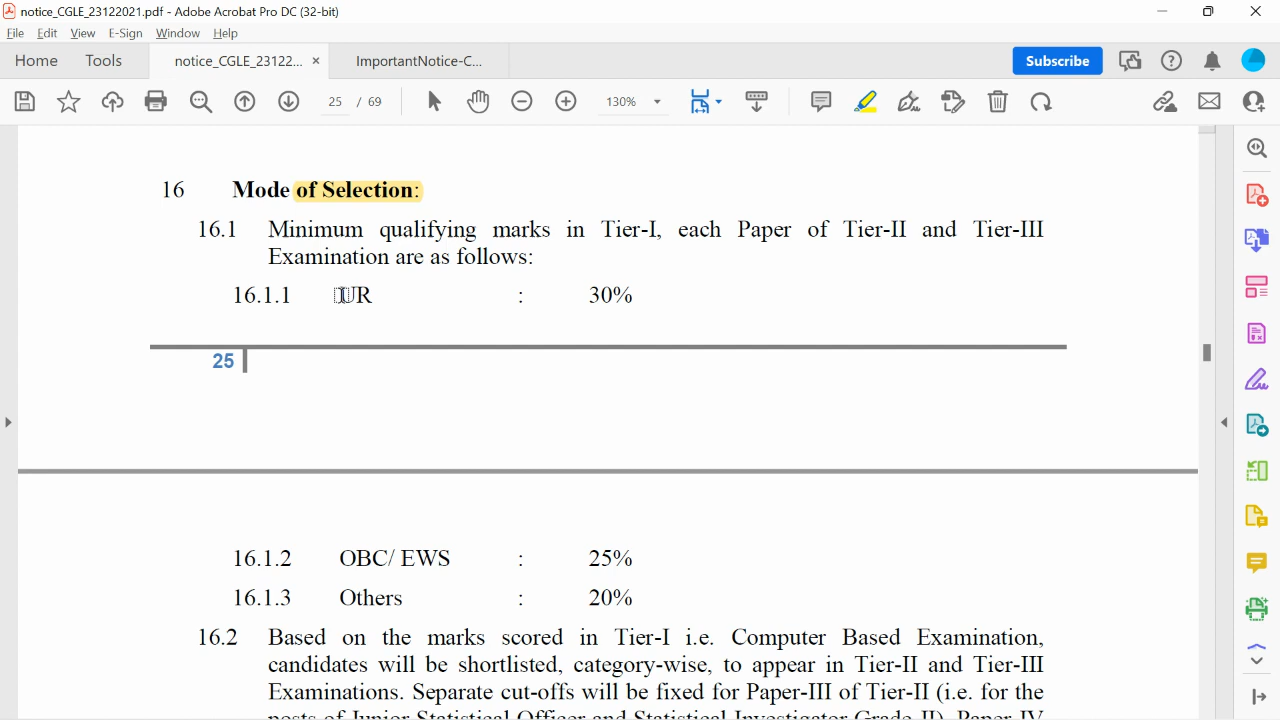 notice_CGLE_23122021.pdf - Adobe Acrobat Pro DC (32-bit)
File Edit View E-Sign Window Help
Home Tools notice_CGLE_23122... × ImportantNotice-C... Subscribe
25 / 69 130%
16 Mode of Selection:
16.1 Minimum qualifying marks in Tier-I, each Paper of Tier-II and Tier-III
Examination are as follows:
16.1.1 UR : 30%
25
16.1.2 OBC/ EWS : 25%
16.1.3 Others : 20%
16.2 Based on the marks scored in Tier-I i.e. Computer Based Examination,
candidates will be shortlisted, category-wise, to appear in Tier-II and Tier-III
Examinations. Separate cut-offs will be fixed for Paper-III of Tier-II (i.e. for the
posts of Junior Statistical Officer and Statistical Investigator Grade-II), Paper-IV